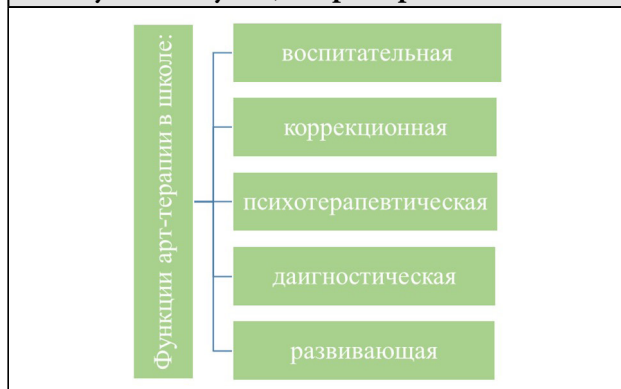 Функции арт-терапии в школе:
воспитательная
коррекционная
психотерапевтическая
даигностическая
развивающая